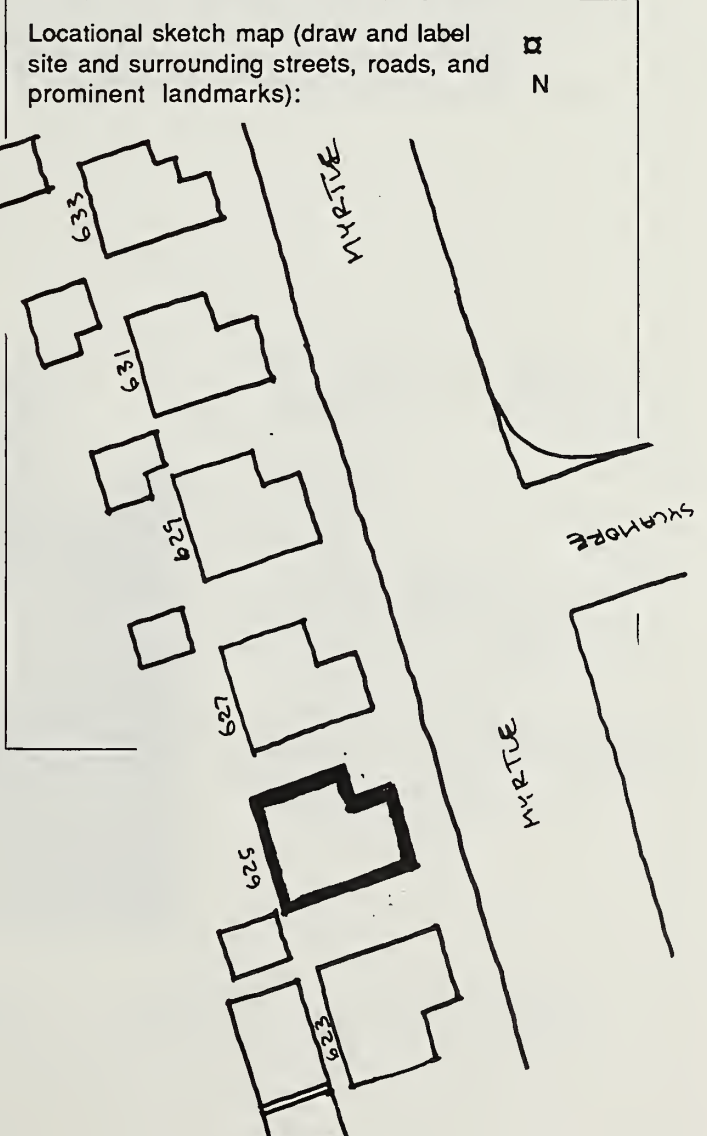 Locational sketch map (draw and label
site and surrounding streets, roads, and
prominent landmarks):
¤
N
MYRTLE
633
631
629
SYCAMORE
627
MYRTLE
625
623